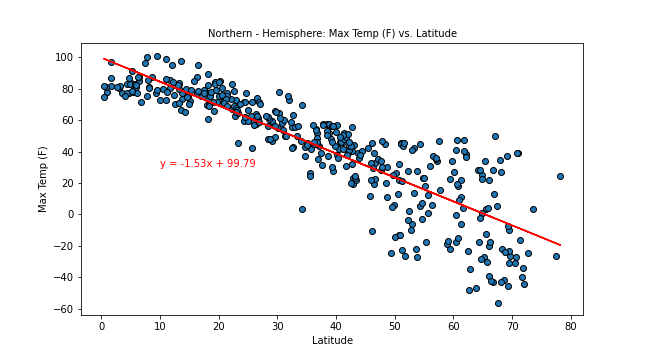 Northern - Hemisphere: Max Temp (F) vs. Latitude
100
80
60
40
20
0
−20
−40
−60
Max Temp (F)
y = -1.53x + 99.79
0 10 20 30 40 50 60 70 80
Latitude